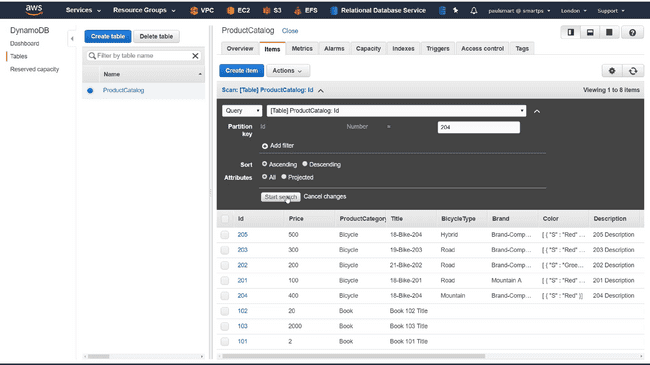 aws Services Resource Groups VPC EC2 S3 EFS Relational Database Service paulsmart @ smartps London Support
DynamoDB
Dashboard
Tables
Reserved capacity
Create table Delete table
Filter by table name
Name
ProductCatalog
ProductCatalog Close
Overview Items Metrics Alarms Capacity Indexes Triggers Access control Tags
Create item Actions
Scan: [Table] ProductCatalog: Id Viewing 1 to 8 items
Query [Table] ProductCatalog: Id
Partition key Id Number = 204
Add filter
Sort Ascending Descending
Attributes All Projected
Start search Cancel changes
Id Price ProductCategory Title BicycleType Brand Color Description
205 500 Bicycle 18-Bike-204 Hybrid Brand-Comp... [ { "S" : "Red" ... 205 Description
203 300 Bicycle 19-Bike-203 Road Brand-Comp... [ { "S" : "Red" ... 203 Description
202 200 Bicycle 21-Bike-202 Road Brand-Comp... [ { "S" : "Gree... 202 Description
201 100 Bicycle 18-Bike-201 Road Mountain A [ { "S" : "Red" ... 201 Description
204 400 Bicycle 18-Bike-204 Mountain Brand-Comp... [ { "S" : "Red" }] 204 Description
102 20 Book Book 102 Title
103 2000 Book Book 103 Title
101 2 Book Book 101 Title